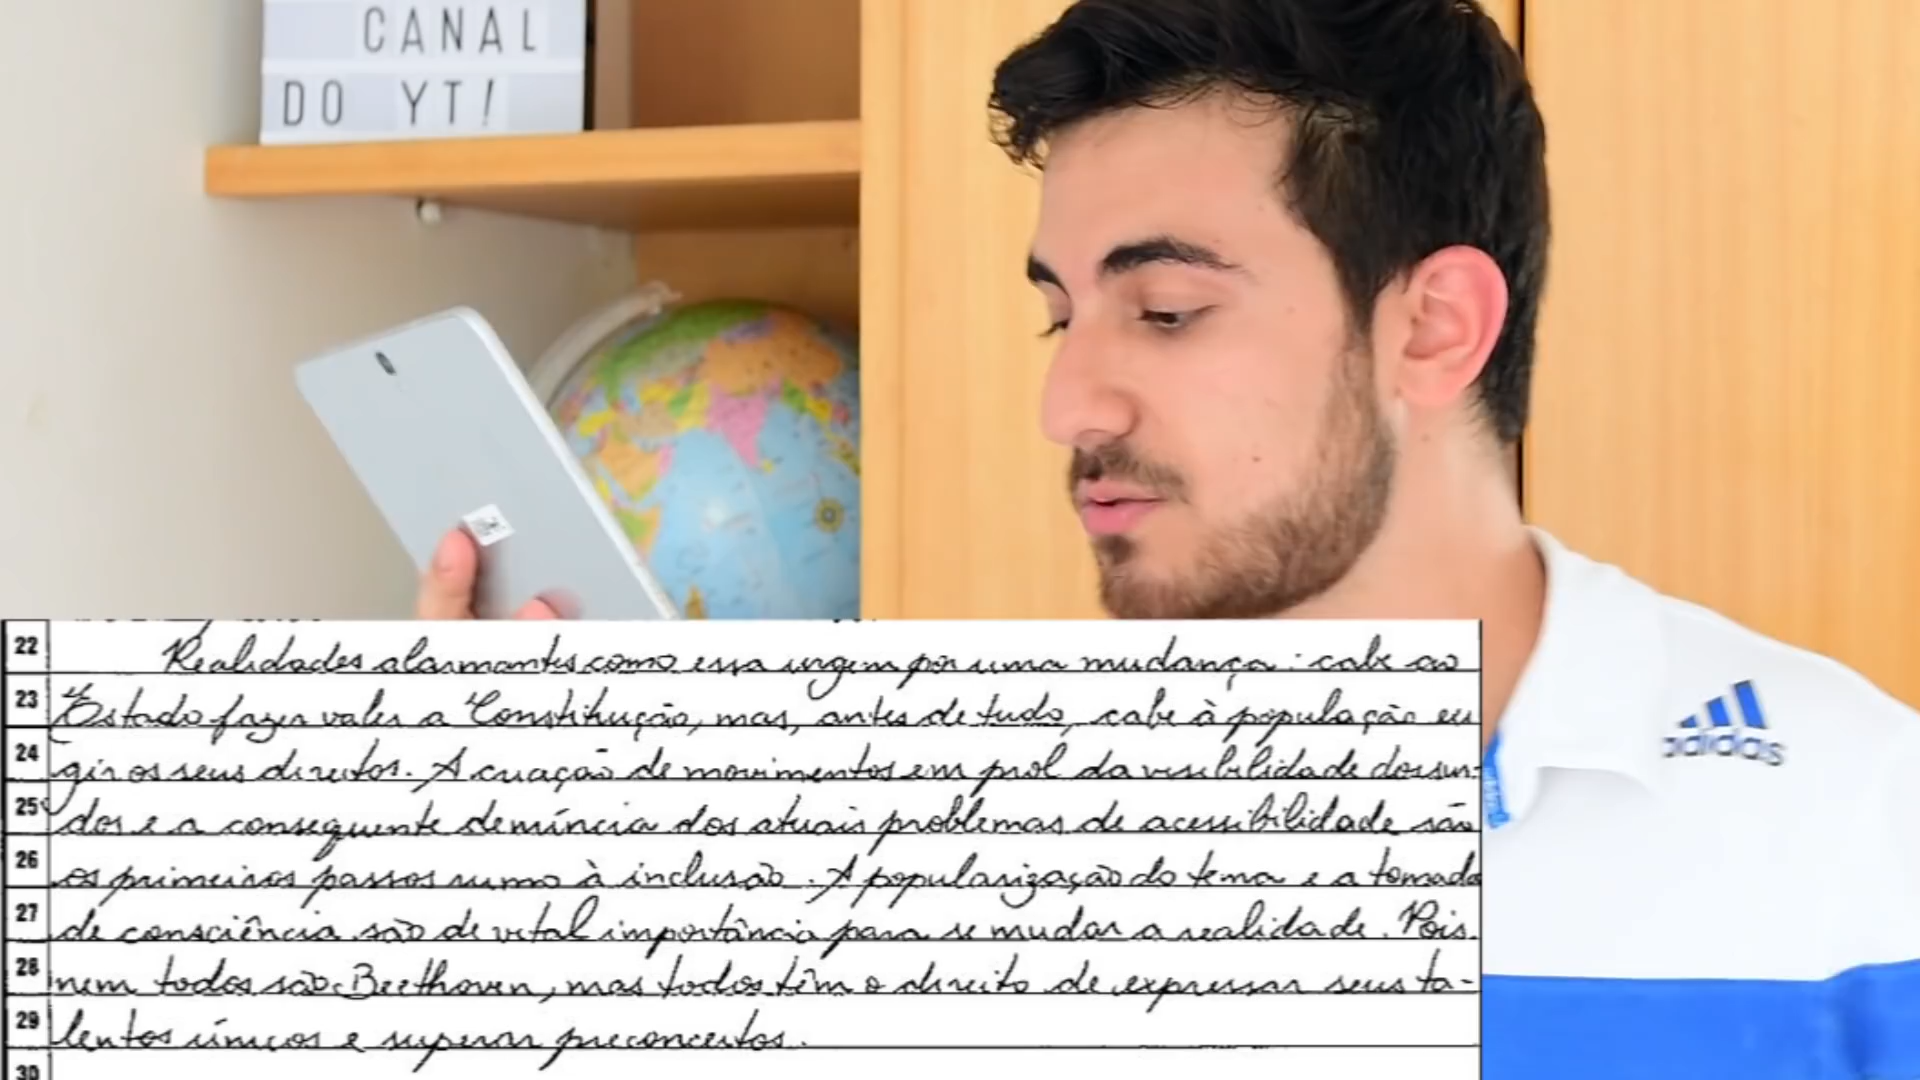 CANAL
DO YT!
adidas
22 Realidades alarmantes como essa urgem por uma mudança: cabe ao
23 Estado fazer valer a Constituição, mas, antes de tudo, cabe à população exi
24 gir os seus direitos. A criação de movimentos em prol da visibilidade dos sur-
25 dos e a consequente denúncia dos atuais problemas de acessibilidade são
26 os primeiros passos rumo à inclusão. A popularização do tema e a tomada
27 de consciência são de vital importância para se mudar a realidade. Pois,
28 nem todos são Beethoven, mas todos têm o direito de expressar seus ta-
29 lentos únicos e superar preconceitos.
30